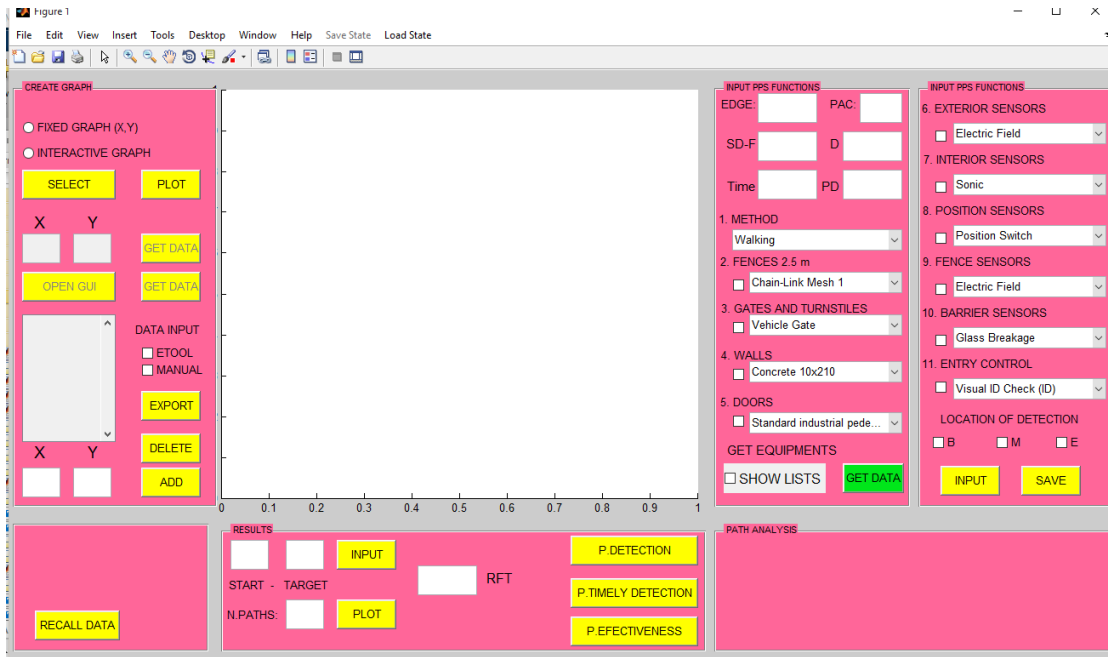 Figure 1
File Edit View Insert Tools Desktop Window Help Save State Load State
CREATE GRAPH
FIXED GRAPH (X,Y)
INTERACTIVE GRAPH
SELECT PLOT
X Y
GET DATA
OPEN GUI GET DATA
DATA INPUT
ETOOL
MANUAL
EXPORT
DELETE
X Y
ADD
RECALL DATA
0 0.1 0.2 0.3 0.4 0.5 0.6 0.7 0.8 0.9 1
RESULTS
INPUT
START - TARGET
N.PATHS: PLOT
RFT
P.DETECTION
P.TIMELY DETECTION
P.EFECTIVENESS
INPUT PPS FUNCTIONS
EDGE: PAC:
SD-F D
Time PD
1. METHOD
Walking
2. FENCES 2.5 m
Chain-Link Mesh 1
3. GATES AND TURNSTILES
Vehicle Gate
4. WALLS
Concrete 10x210
5. DOORS
Standard industrial pede...
GET EQUIPMENTS
SHOW LISTS GET DATA
INPUT PPS FUNCTIONS
6. EXTERIOR SENSORS
Electric Field
7. INTERIOR SENSORS
Sonic
8. POSITION SENSORS
Position Switch
9. FENCE SENSORS
Electric Field
10. BARRIER SENSORS
Glass Breakage
11. ENTRY CONTROL
Visual ID Check (ID)
LOCATION OF DETECTION
B M E
INPUT SAVE
PATH ANALYSIS